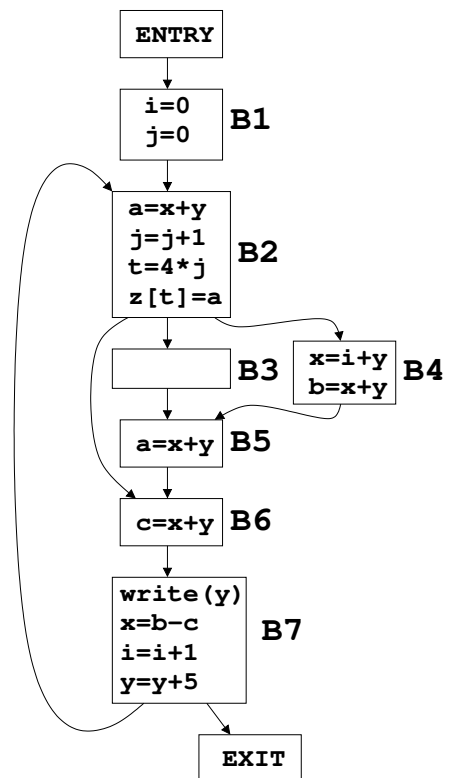 ENTRY
i=0
j=0
B1
a=x+y
j=j+1
t=4*j
z[t]=a
B2
B3
x=i+y
b=x+y
B4
a=x+y
B5
c=x+y
B6
write(y)
x=b-c
i=i+1
y=y+5
B7
EXIT